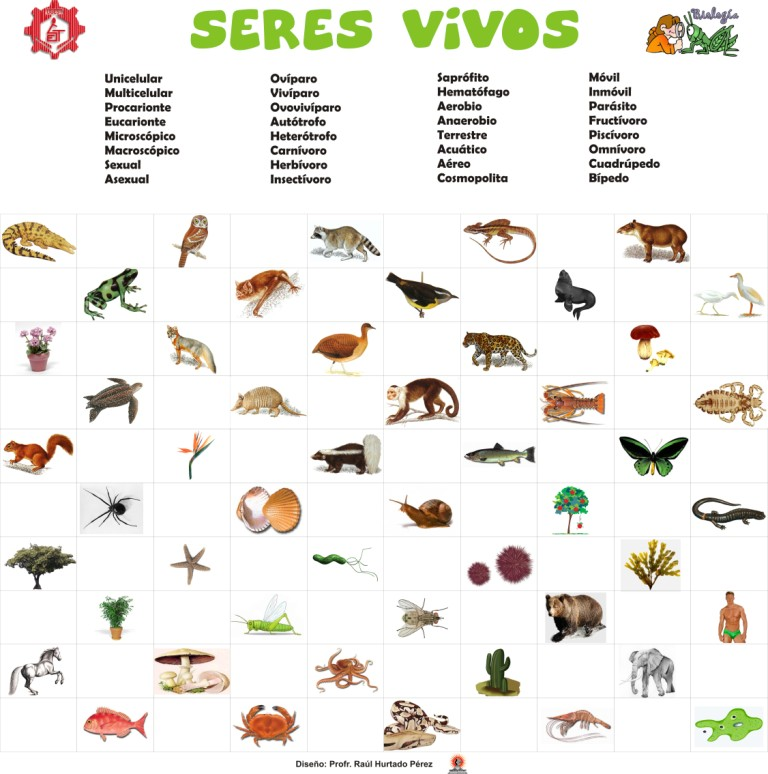 SERES VIVOS
Biología
Unicelular
Multicelular
Procarionte
Eucarionte
Microscópico
Macroscópico
Sexual
Asexual
Ovíparo
Vivíparo
Ovovivíparo
Autótrofo
Heterótrofo
Carnívoro
Herbívoro
Insectívoro
Saprófito
Hematófago
Aerobio
Anaerobio
Terrestre
Acuático
Aéreo
Cosmopolita
Móvil
Inmóvil
Parásito
Fructívoro
Piscívoro
Omnívoro
Cuadrúpedo
Bípedo
Diseño: Profr. Raúl Hurtado Pérez